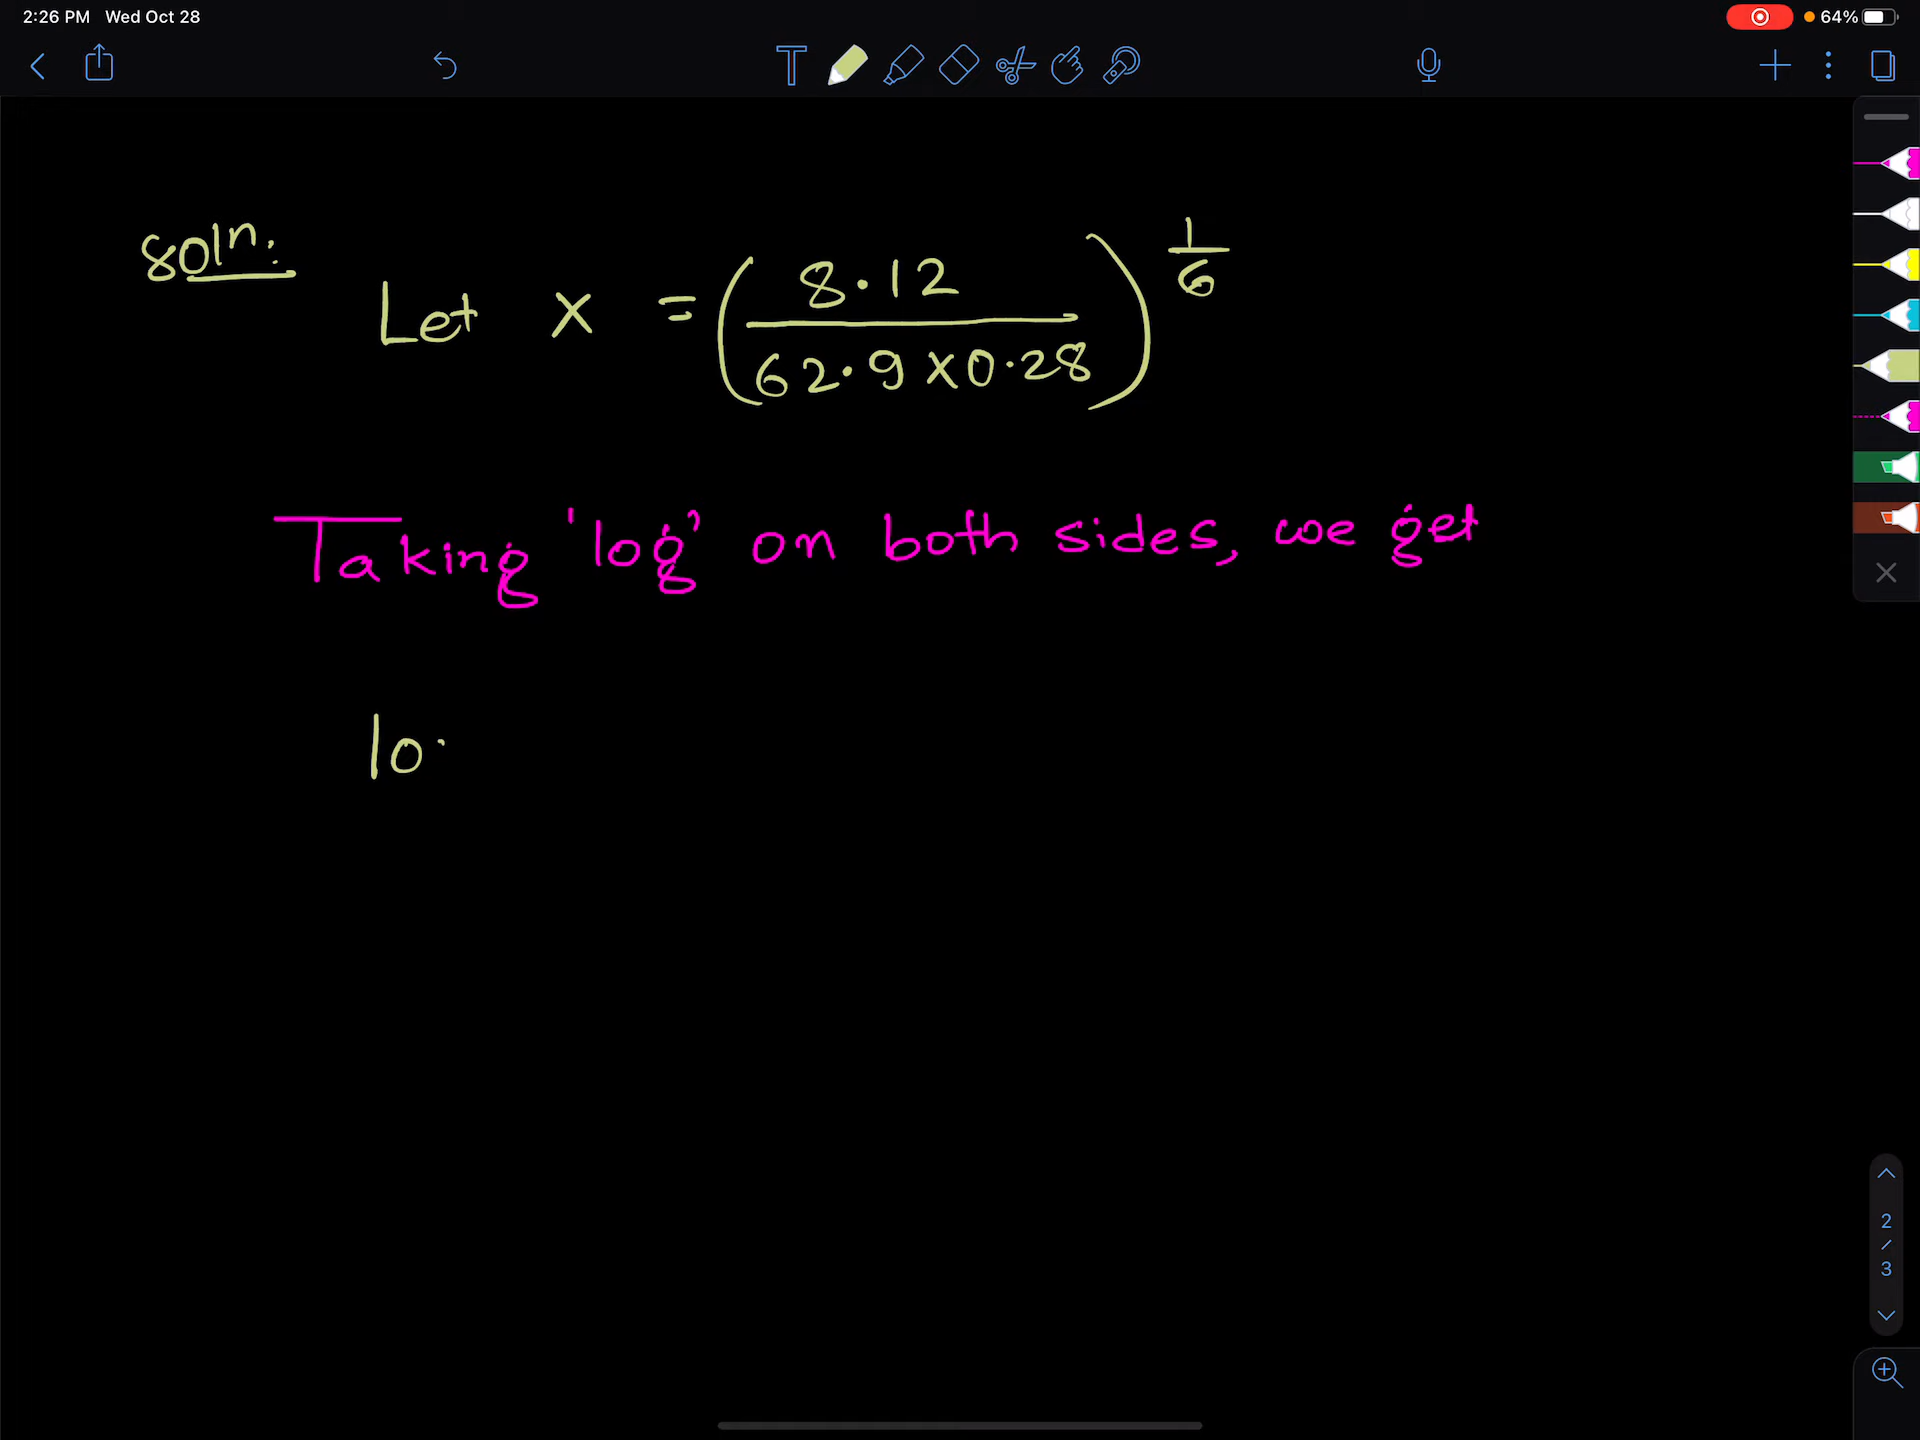 2:26 PM Wed Oct 28 64%
T
Soln:
Let x = (8·12 / 62·9 × 0·28)^1/6
Taking 'log' on both sides, we get
lo
2
/
3